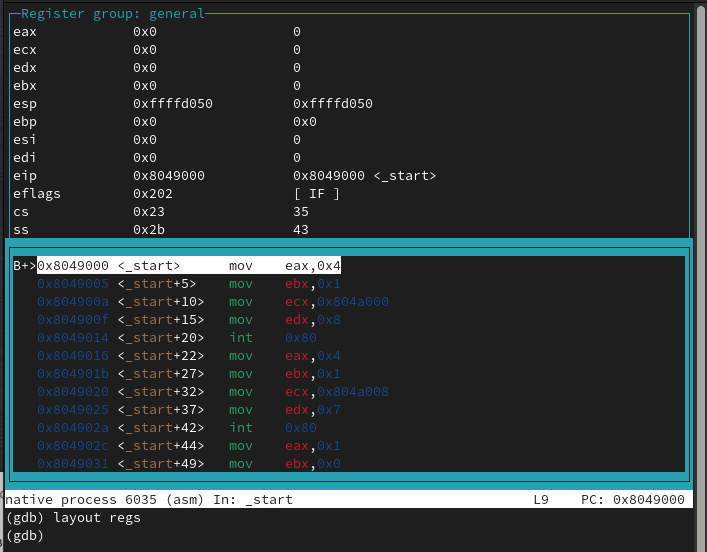 Register group: general
eax 0x0 0
ecx 0x0 0
edx 0x0 0
ebx 0x0 0
esp 0xffffd050 0xffffd050
ebp 0x0 0x0
esi 0x0 0
edi 0x0 0
eip 0x8049000 0x8049000 <_start>
eflags 0x202 [ IF ]
cs 0x23 35
ss 0x2b 43
B+>0x8049000 <_start> mov eax,0x4
0x8049005 <_start+5> mov ebx,0x1
0x804900a <_start+10> mov ecx,0x804a000
0x804900f <_start+15> mov edx,0x8
0x8049014 <_start+20> int 0x80
0x8049016 <_start+22> mov eax,0x4
0x804901b <_start+27> mov ebx,0x1
0x8049020 <_start+32> mov ecx,0x804a008
0x8049025 <_start+37> mov edx,0x7
0x804902a <_start+42> int 0x80
0x804902c <_start+44> mov eax,0x1
0x8049031 <_start+49> mov ebx,0x0
native process 6035 (asm) In: _start L9 PC: 0x8049000
(gdb) layout regs
(gdb)